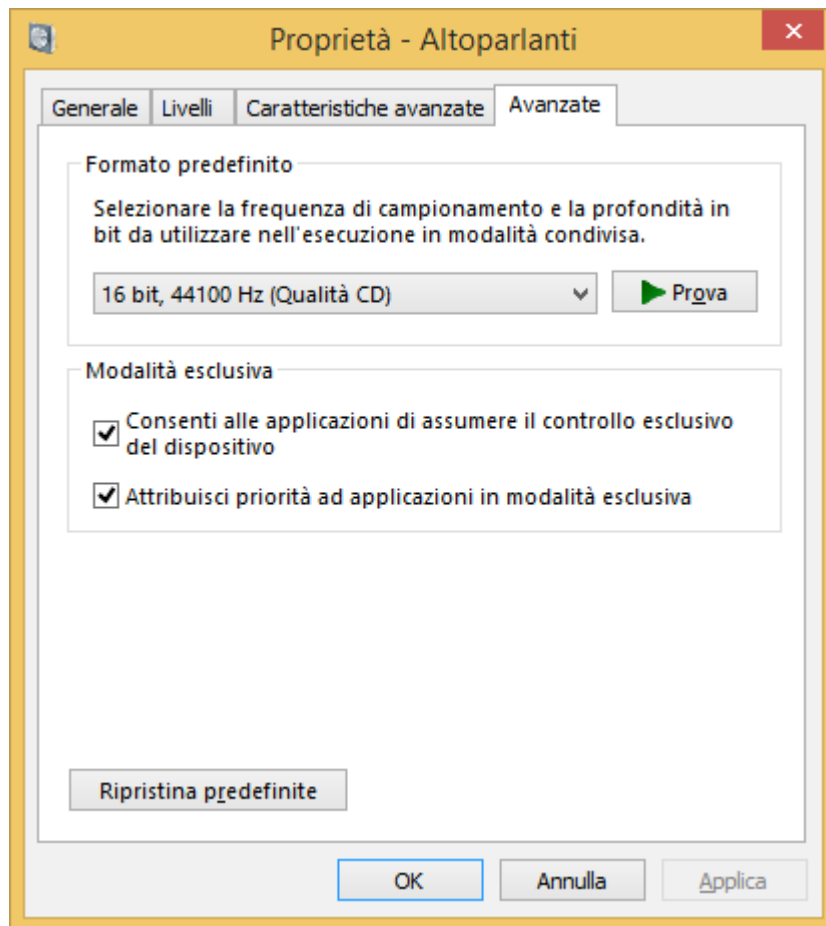 Proprietà - Altoparlanti
Generale Livelli Caratteristiche avanzate Avanzate
Formato predefinito
Selezionare la frequenza di campionamento e la profondità in
bit da utilizzare nell'esecuzione in modalità condivisa.
16 bit, 44100 Hz (Qualità CD) Prova
Modalità esclusiva
Consenti alle applicazioni di assumere il controllo esclusivo
del dispositivo
Attribuisci priorità ad applicazioni in modalità esclusiva
Ripristina predefinite
OK Annulla Applica